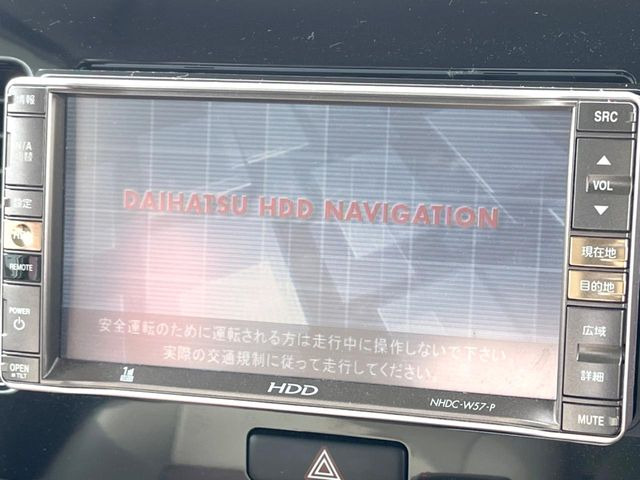 情報
N/A
切替
設定
REMOTE
POWER
OPEN
TILT
DAIHATSU HDD NAVIGATION
安全運転のために運転される方は走行中に操作しないで下さい
実際の交通規制に従って走行してください。
HDD
NHDC-W57-P
SRC
VOL
現在地
目的地
広域
詳細
MUTE